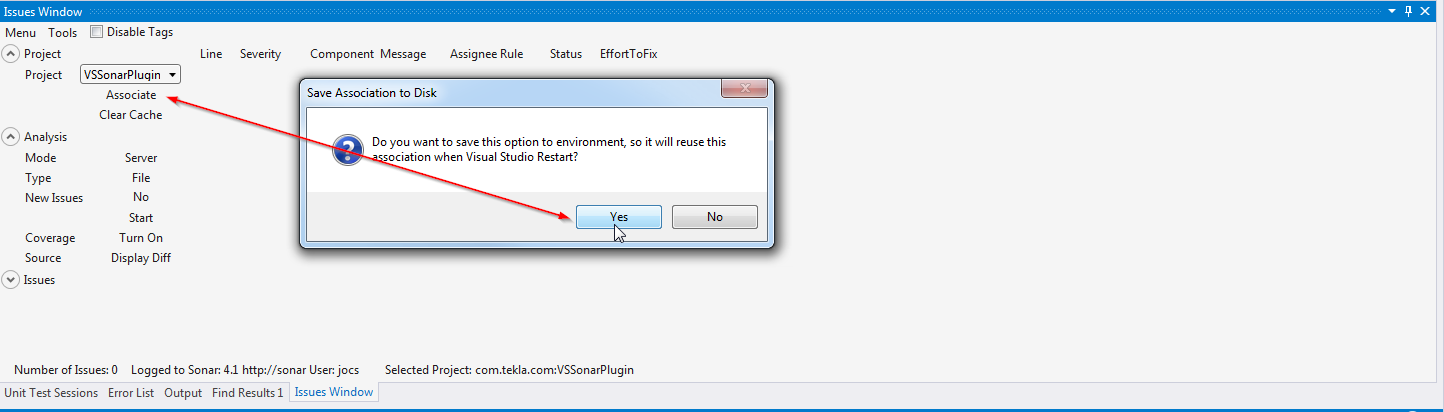 Issues Window
Menu Tools Disable Tags
Project Line Severity Component Message Assignee Rule Status EffortToFix
Project VSSonarPlugin
Save Association to Disk
Associate
Clear Cache
Do you want to save this option to environment, so it will reuse this
association when Visual Studio Restart?
Analysis
Mode Server
Type File
New Issues No
Start
Yes No
Coverage Turn On
Source Display Diff
Issues
Number of Issues: 0 Logged to Sonar: 4.1 http://sonar User: jocs Selected Project: com.tekla.com:VSSonarPlugin
Unit Test Sessions Error List Output Find Results 1 Issues Window